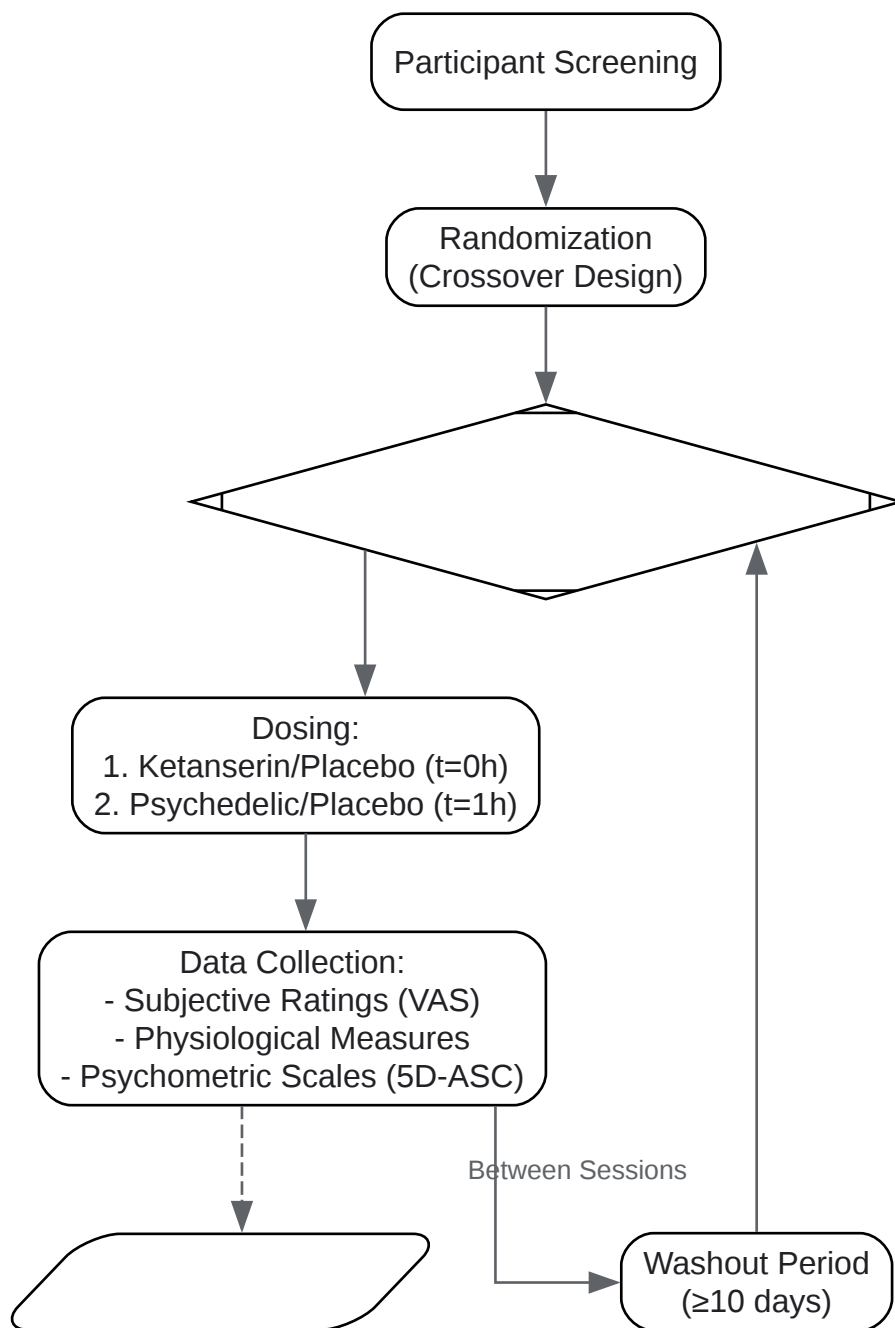 Participant Screening
Randomization
(Crossover Design)
Dosing:
1. Ketanserin/Placebo (t=0h)
2. Psychedelic/Placebo (t=1h)
Data Collection:
- Subjective Ratings (VAS)
- Physiological Measures
- Psychometric Scales (5D-ASC)
Between Sessions
Washout Period
(≥10 days)